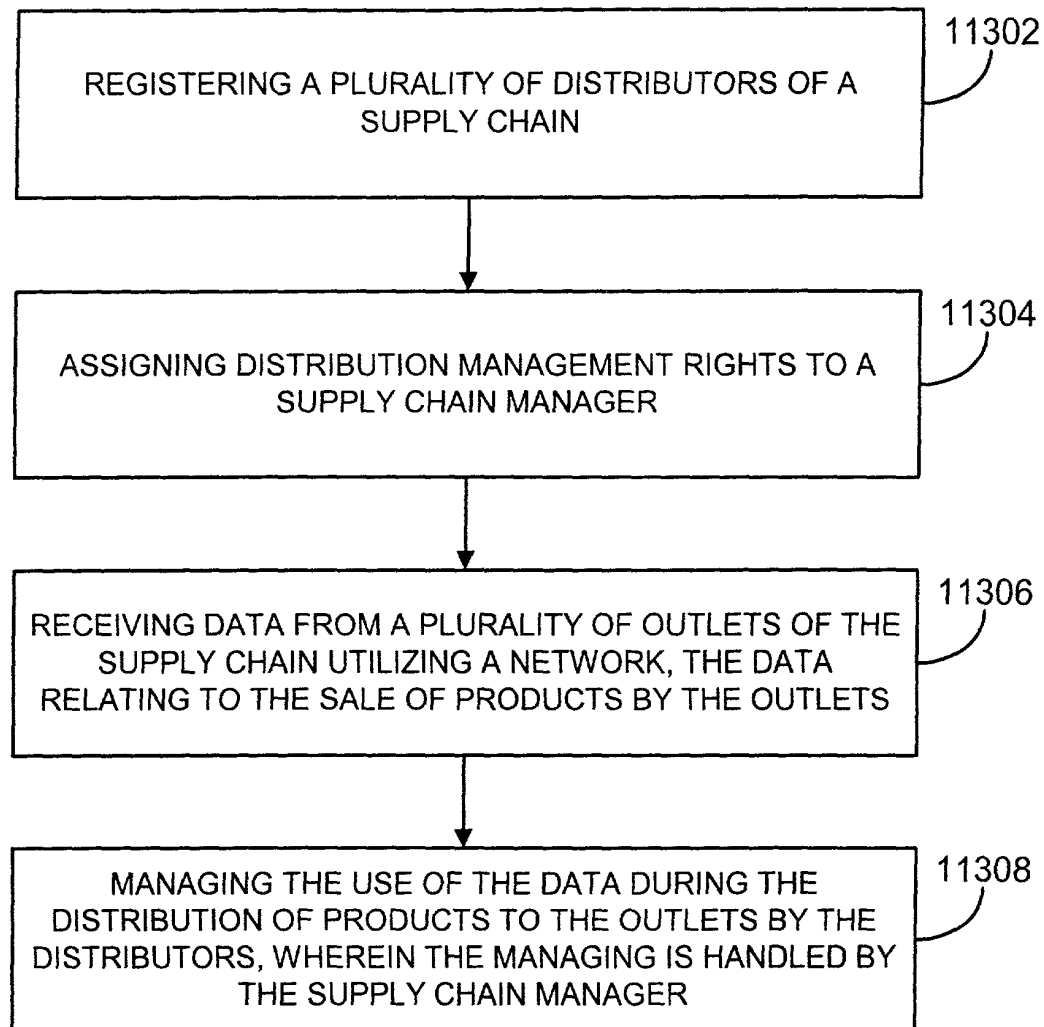 11302
REGISTERING A PLURALITY OF DISTRIBUTORS OF A
SUPPLY CHAIN
11304
ASSIGNING DISTRIBUTION MANAGEMENT RIGHTS TO A
SUPPLY CHAIN MANAGER
11306
RECEIVING DATA FROM A PLURALITY OF OUTLETS OF THE
SUPPLY CHAIN UTILIZING A NETWORK, THE DATA
RELATING TO THE SALE OF PRODUCTS BY THE OUTLETS
11308
MANAGING THE USE OF THE DATA DURING THE
DISTRIBUTION OF PRODUCTS TO THE OUTLETS BY THE
DISTRIBUTORS, WHEREIN THE MANAGING IS HANDLED BY
THE SUPPLY CHAIN MANAGER